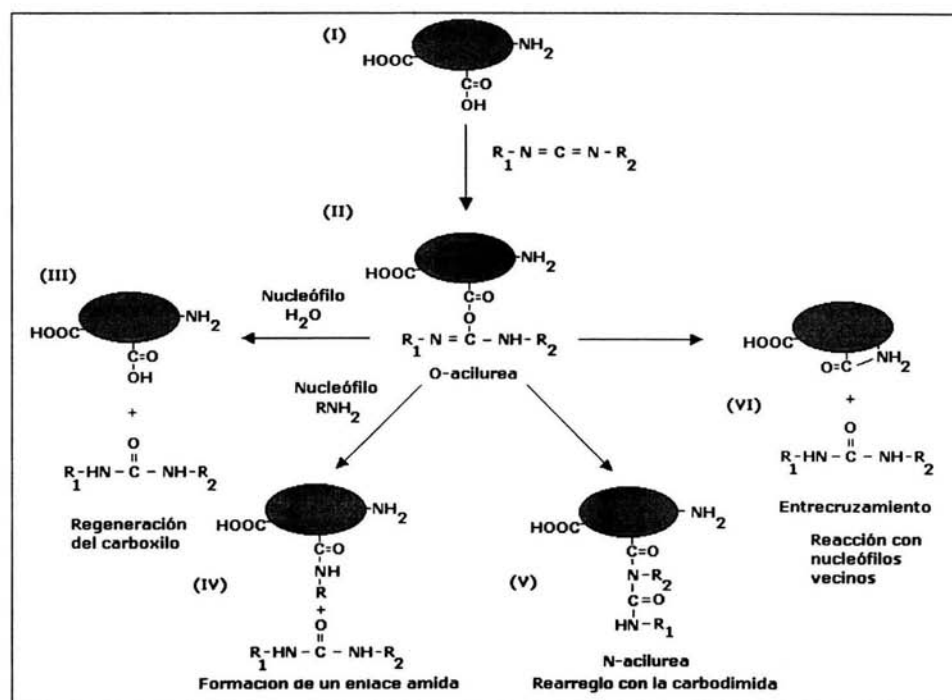 (I)
NH2
HOOC
C=O
OH
R1-N = C = N-R2
(II)
NH2
HOOC
C=O
O
R1- N = C - NH-R2
O-acilurea
(III)
NH2
HOOC
C=O
OH
+
O
R1-HN - C - NH-R2
Regeneración
del carboxilo
Nucleófilo
H2O
Nucleófilo
RNH2
(IV)
NH2
HOOC
C=O
NH
R
+
O
R1-HN - C - NH-R2
Formación de un enlace amida
(V)
NH2
HOOC
C=O
N-R2
C=O
HN-R1
N-acilurea
Rearreglo con la carbodimida
(VI)
HOOC
O=C
NH2
+
O
R1-HN - C - NH-R2
Entrecruzamiento
Reacción con
nucleófilos
vecinos